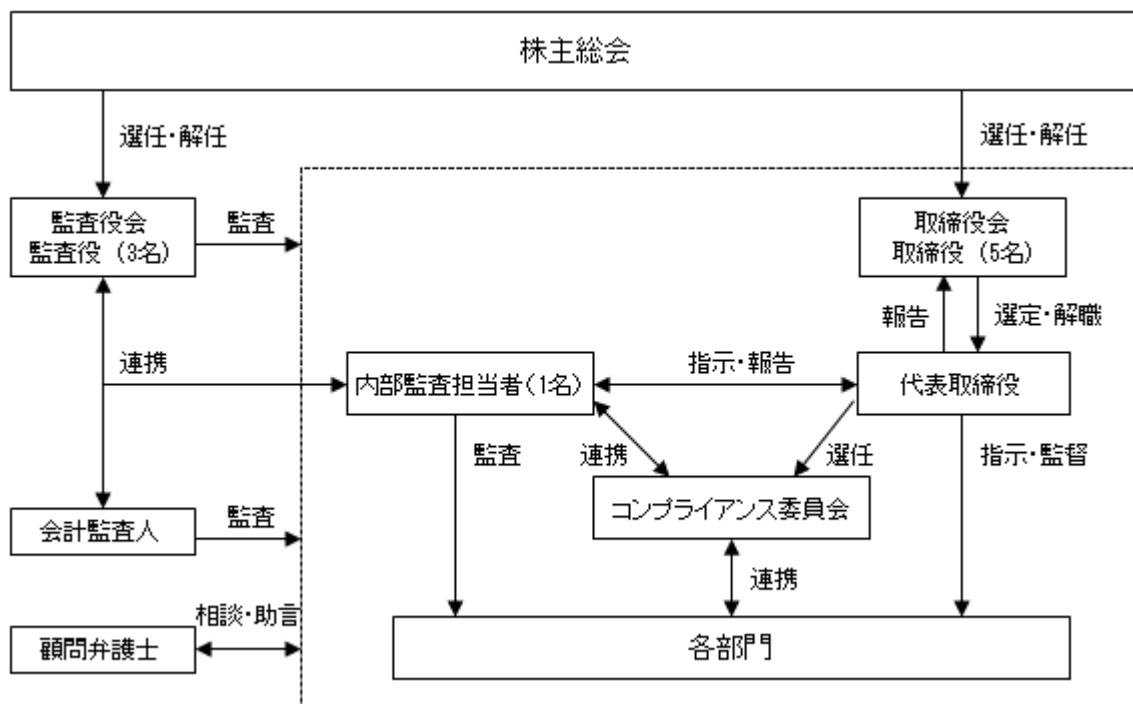 株主総会
選任・解任
選任・解任
監査役会
監査役（3名）
監査
取締役会
取締役（5名）
報告
選定・解職
連携
内部監査担当者（1名）
指示・報告
代表取締役
監査
連携
選任
指示・監督
コンプライアンス委員会
会計監査人
監査
連携
相談・助言
顧問弁護士
各部門